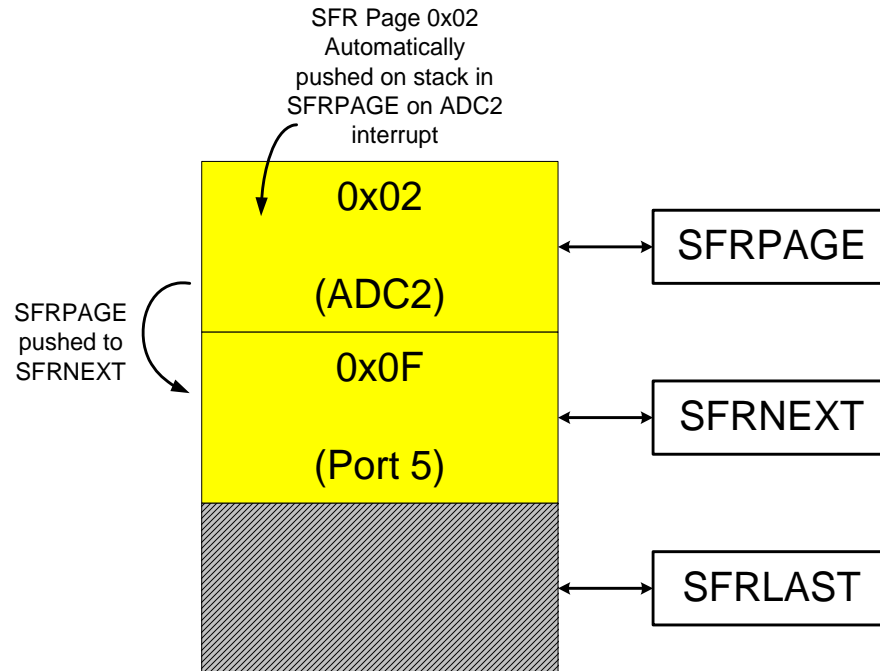 SFR Page 0x02
Automatically
pushed on stack in
SFRPAGE on ADC2
interrupt
0x02
(ADC2)
SFRPAGE
SFRPAGE
pushed to
SFRNEXT
0x0F
(Port 5)
SFRNEXT
SFRLAST